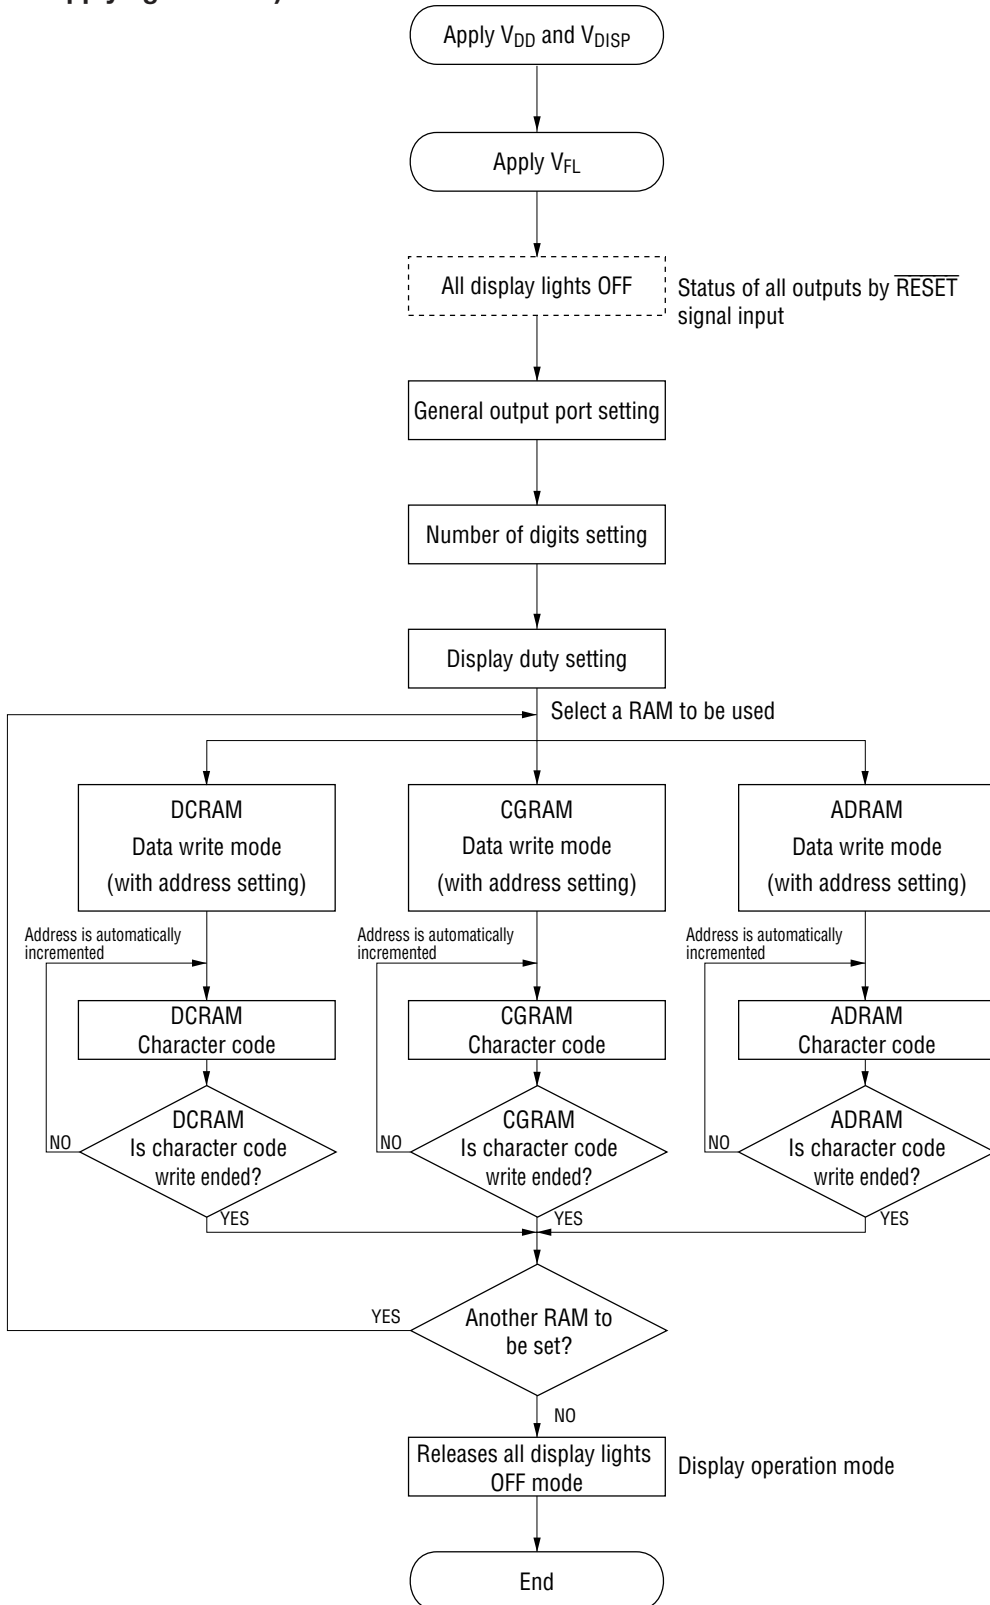 Apply VDD and VDISP
Apply VFL
All display lights OFF
Status of all outputs by RESET
signal input
General output port setting
Number of digits setting
Display duty setting
Select a RAM to be used
DCRAM
Data write mode
(with address setting)
CGRAM
Data write mode
(with address setting)
ADRAM
Data write mode
(with address setting)
Address is automatically
incremented
Address is automatically
incremented
Address is automatically
incremented
DCRAM
Character code
CGRAM
Character code
ADRAM
Character code
DCRAM
Is character code
write ended?
NO
YES
CGRAM
Is character code
write ended?
NO
YES
ADRAM
Is character code
write ended?
NO
YES
Another RAM to
be set?
YES
NO
Releases all display lights
OFF mode
Display operation mode
End